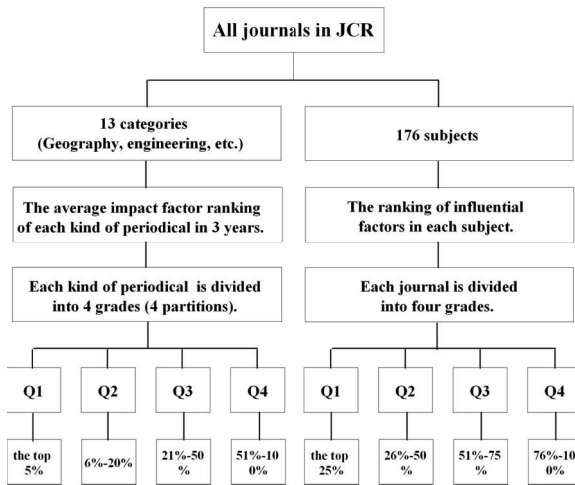 All journals in JCR
13 categories
(Geography, engineering, etc.)
176 subjects
The average impact factor ranking
of each kind of periodical in 3 years.
The ranking of influential
factors in each subject.
Each kind of periodical is divided
into 4 grades (4 partitions).
Each journal is divided
into four grades.
Q1
Q2
Q3
Q4
Q1
Q2
Q3
Q4
the top
5%
6%-20%
21%-50
%
51%-10
0%
the top
25%
26%-50
%
51%-75
%
76%-10
0%